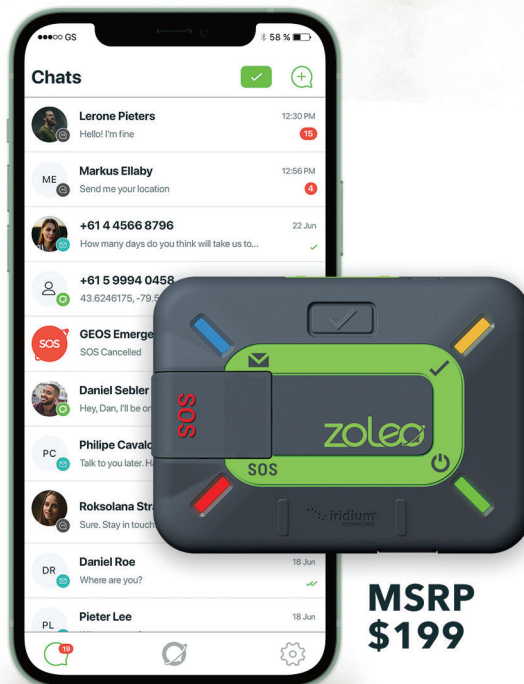 GS
58 %
Chats
Lerone Pieters
12:30 PM
Hello! I'm fine
15
ME
Markus Ellaby
12:56 PM
Send me your location
4
+61 4 4566 8796
22 Jun
How many days do you think will take us to...
+61 5 9994 0458
43.6246175, -79.5
SOS
GEOS Emerge
SOS Cancelled
Daniel Sebler
Hey, Dan, I'll be on
PC
Philipe Cavalc
Talk to you later. Ha
Roksolana Stra
Sure. Stay in touch
DR
Daniel Roe
18 Jun
Where are you?
PL
Pieter Lee
18 Jun
19
SOS
zoleo
SOS
iridium
connected
MSRP
$199